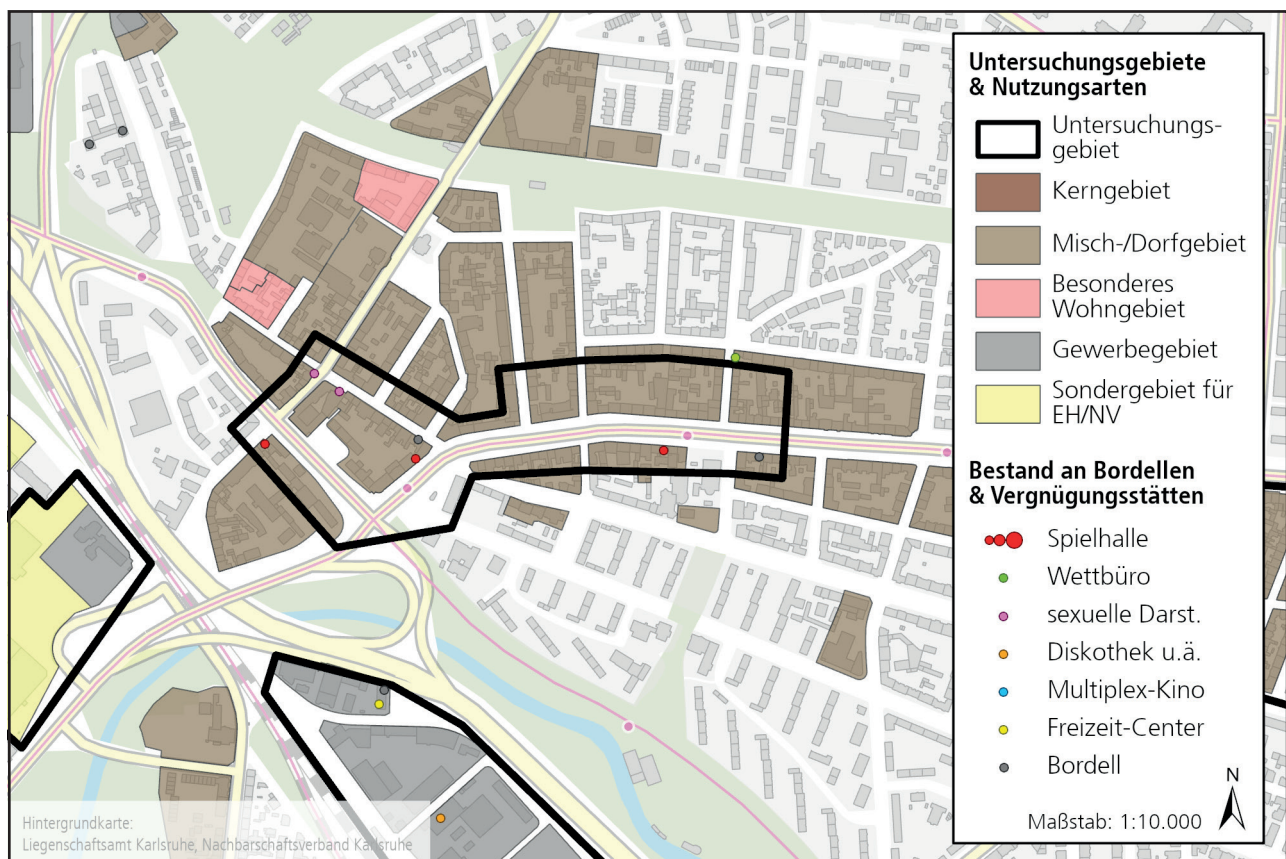 Untersuchungsgebiete
& Nutzungsarten
Untersuchungs-
gebiet
Kerngebiet
Misch-/Dorfgebiet
Besonderes
Wohngebiet
Gewerbegebiet
Sondergebiet für
EH/NV
Bestand an Bordellen
& Vergnügungsstätten
Spielhalle
Wettbüro
sexuelle Darst.
Diskothek u.ä.
Multiplex-Kino
Freizeit-Center
Bordell
N
Maßstab: 1:10.000
Hintergrundkarte:
Liegenschaftsamt Karlsruhe, Nachbarschaftsverband Karlsruhe